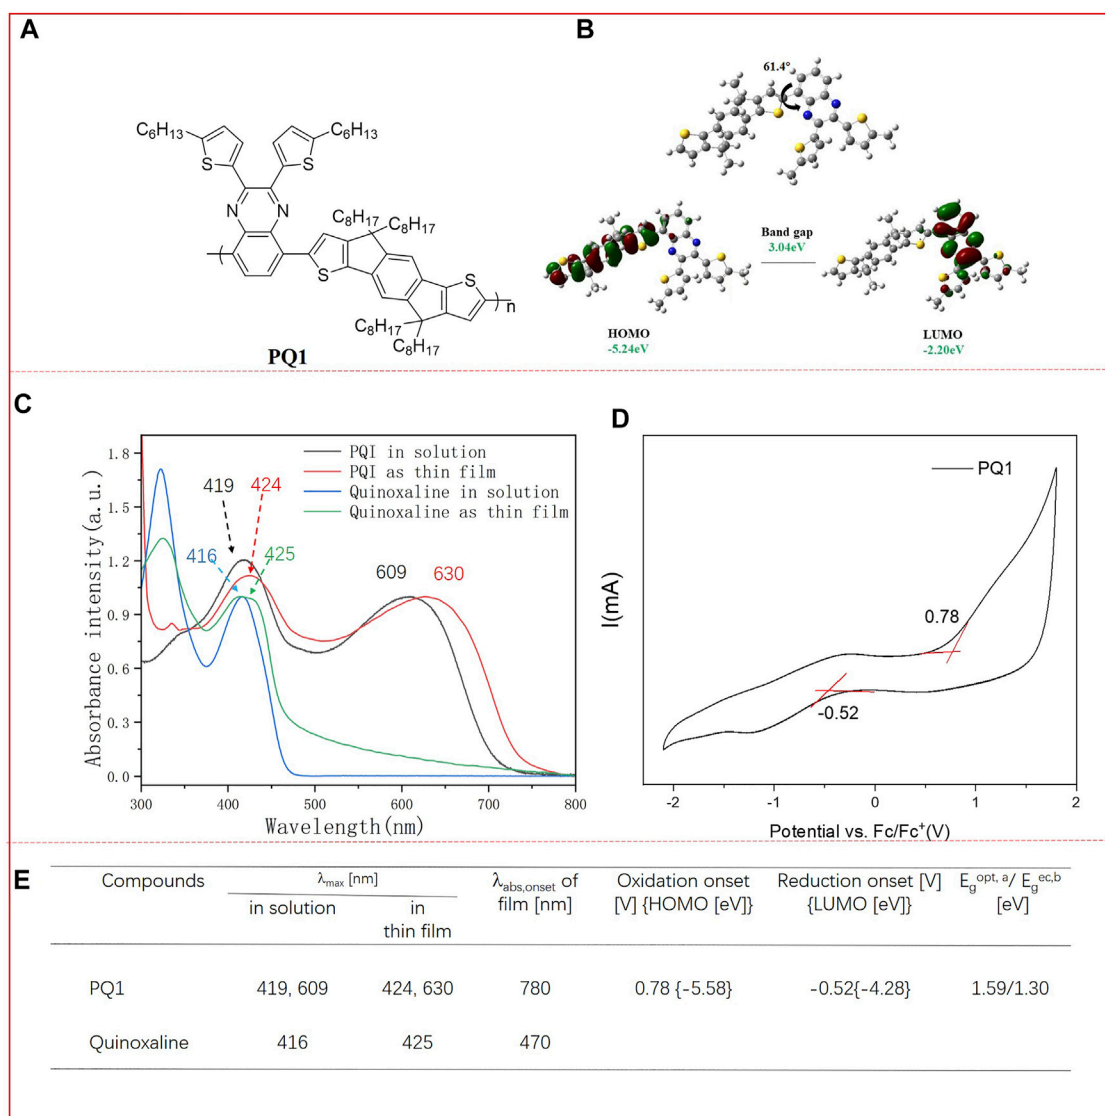 A
C₆H₁₃
C₆H₁₃
S
S
N
N
C₈H₁₇
C₈H₁₇
S
S
n
C₈H₁₇
C₈H₁₇
PQ1
B
61.4°
Band gap
3.04eV
HOMO
-5.24eV
LUMO
-2.20eV
C
Absorbance intensity(a.u.)
1.8
1.5
1.2
0.9
0.6
0.3
0.0
PQI in solution
PQI as thin film
Quinoxaline in solution
Quinoxaline as thin film
419
424
416
425
609
630
300
400
500
600
700
800
Wavelength(nm)
D
I(mA)
PQ1
0.78
-0.52
-2
-1
0
1
2
Potential vs. Fc/Fc⁺(V)
E
Compounds
λmax [nm]
in solution
in
thin film
λabs,onset of
film [nm]
Oxidation onset
[V] {HOMO [eV]}
Reduction onset [V]
{LUMO [eV]}
Eg^opt, a/ Eg^ec,b
[eV]
PQ1 419, 609 424, 630 780 0.78 {-5.58} -0.52{-4.28} 1.59/1.30
Quinoxaline 416 425 470